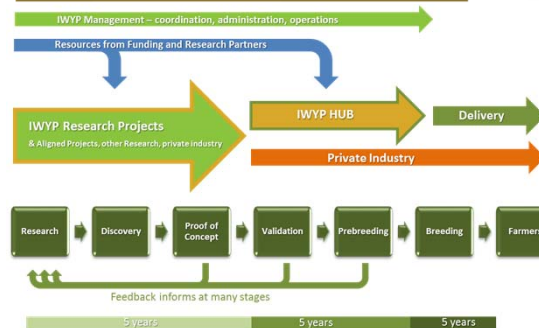 IWYP Management – coordination, administration, operations
Resources from Funding and Research Partners
IWYP Research Projects
& Aligned Projects, other Research, private industry
IWYP HUB
Delivery
Private Industry
Research
Discovery
Proof of
Concept
Validation
Prebreeding
Breeding
Farmers
Feedback informs at many stages
5 years
5 years
5 years